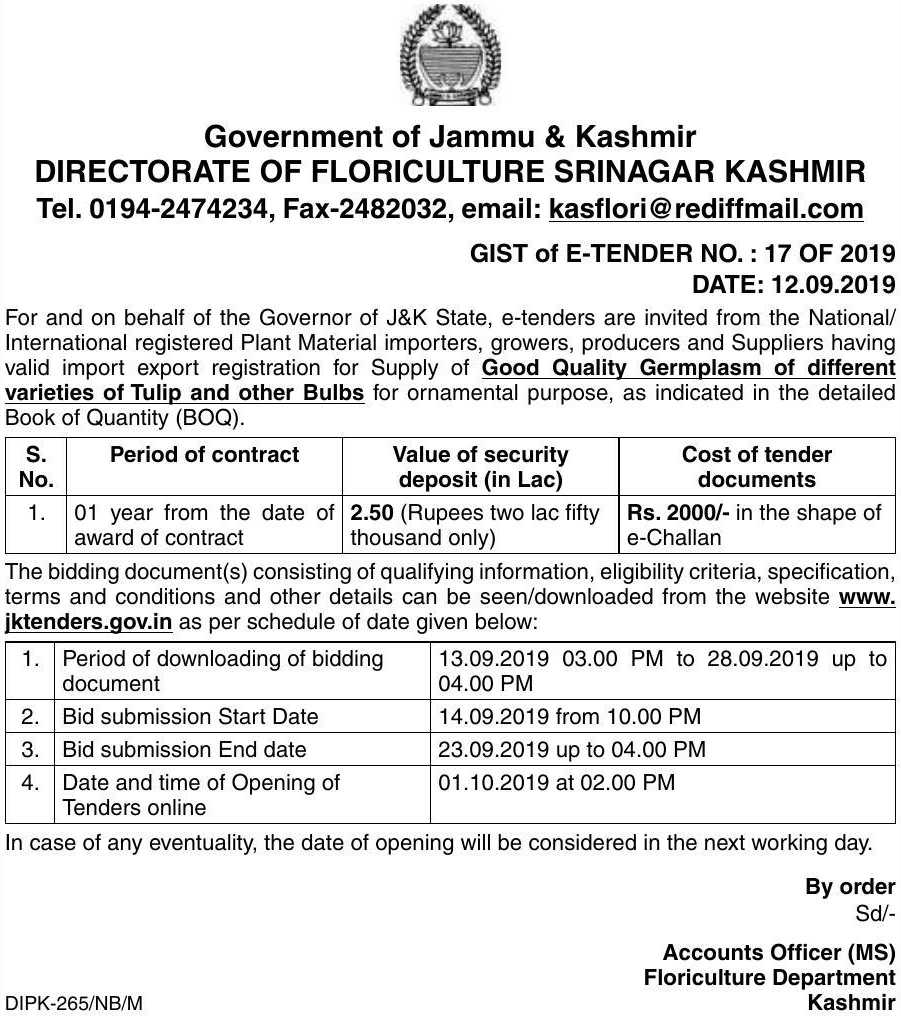 Government of Jammu & Kashmir
DIRECTORATE OF FLORICULTURE SRINAGAR KASHMIR
Tel. 0194-2474234, Fax-2482032, email: kasflori@rediffmail.com
GIST of E-TENDER NO. : 17 OF 2019
DATE: 12.09.2019
For and on behalf of the Governor of J&K State, e-tenders are invited from the National/
International registered Plant Material importers, growers, producers and Suppliers having
valid import export registration for Supply of Good Quality Germplasm of different
varieties of Tulip and other Bulbs for ornamental purpose, as indicated in the detailed
Book of Quantity (BOQ).
S. No. Period of contract Value of security deposit (in Lac) Cost of tender documents
1. 01 year from the date of award of contract 2.50 (Rupees two lac fifty thousand only) Rs. 2000/- in the shape of e-Challan
The bidding document(s) consisting of qualifying information, eligibility criteria, specification,
terms and conditions and other details can be seen/downloaded from the website www.
jktenders.gov.in as per schedule of date given below:
1. Period of downloading of bidding document 13.09.2019 03.00 PM to 28.09.2019 up to 04.00 PM
2. Bid submission Start Date 14.09.2019 from 10.00 PM
3. Bid submission End date 23.09.2019 up to 04.00 PM
4. Date and time of Opening of Tenders online 01.10.2019 at 02.00 PM
In case of any eventuality, the date of opening will be considered in the next working day.
By order
Sd/-
Accounts Officer (MS)
Floriculture Department
DIPK-265/NB/M Kashmir